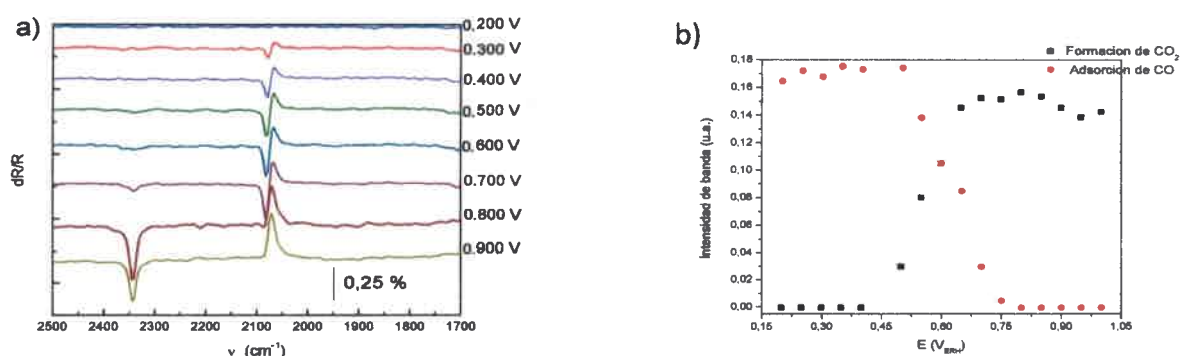 a)
0,200 V
0.300 V
0,400 V
0,500 V
0,600 V
0.700 V
0.800 V
0.900 V
dR/R
0,25 %
2500 2400 2300 2200 2100 2000 1900 1800 1700
ν (cm⁻¹)
b)
Formacion de CO₂
Adsorcion de CO
0,18
0,16
0,14
0,12
0,10
0,08
0,06
0,04
0,02
0,00
Intensidad de banda (u.a.)
0,15 0,30 0,45 0,60 0,75 0,90 1,05
E (V_ERH)